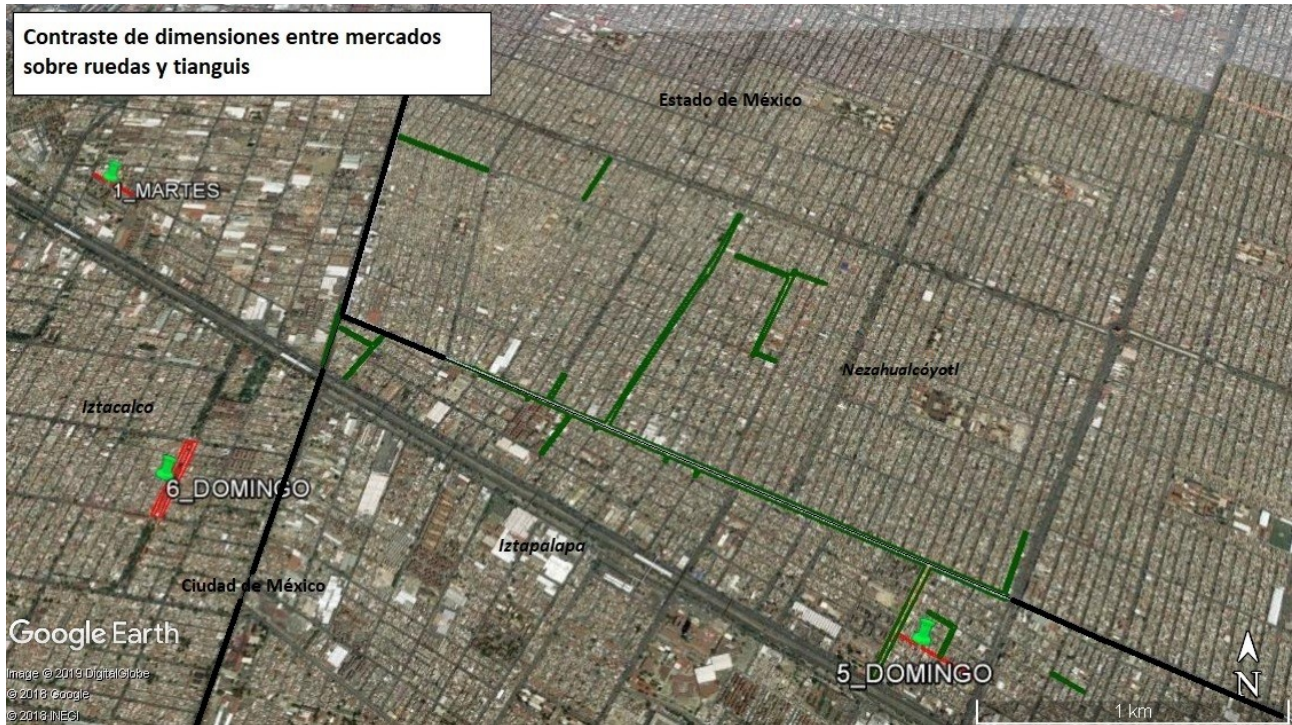 Contraste de dimensiones entre mercados
sobre ruedas y tianguis
Estado de México
1_MARTES
Nezahualcóyotl
Iztacalco
6_DOMINGO
Iztapalapa
Ciudad de México
Google Earth
Image © 2019 DigitalGlobe
© 2018 Google
© 2018 INEGI
5_DOMINGO
N
1 km